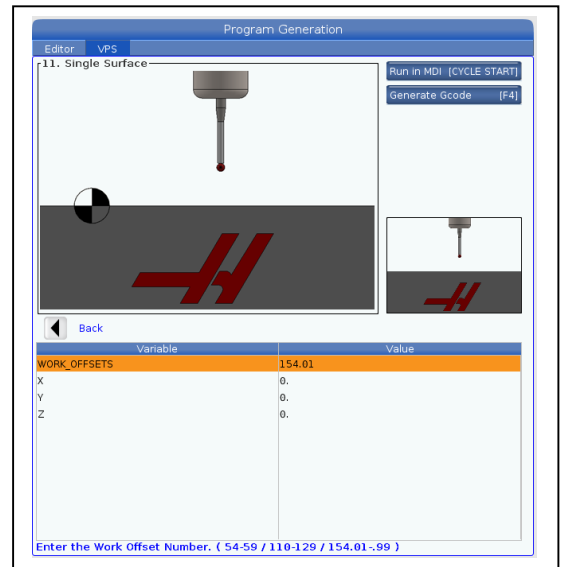 Program Generation
Editor VPS
11. Single Surface
Run in MDI [CYCLE START]
Generate Gcode [F4]
Back
Variable Value
WORK_OFFSETS 154.01
X 0.
Y 0.
Z 0.
Enter the Work Offset Number. ( 54-59 / 110-129 / 154.01-.99 )